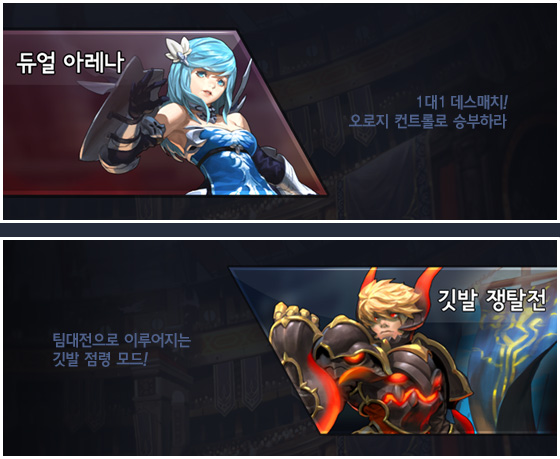 듀얼 아레나
1대1 데스매치!
오로지 컨트롤로 승부하라
깃발 쟁탈전
팀대전으로 이루어지는
깃발 점령 모드!